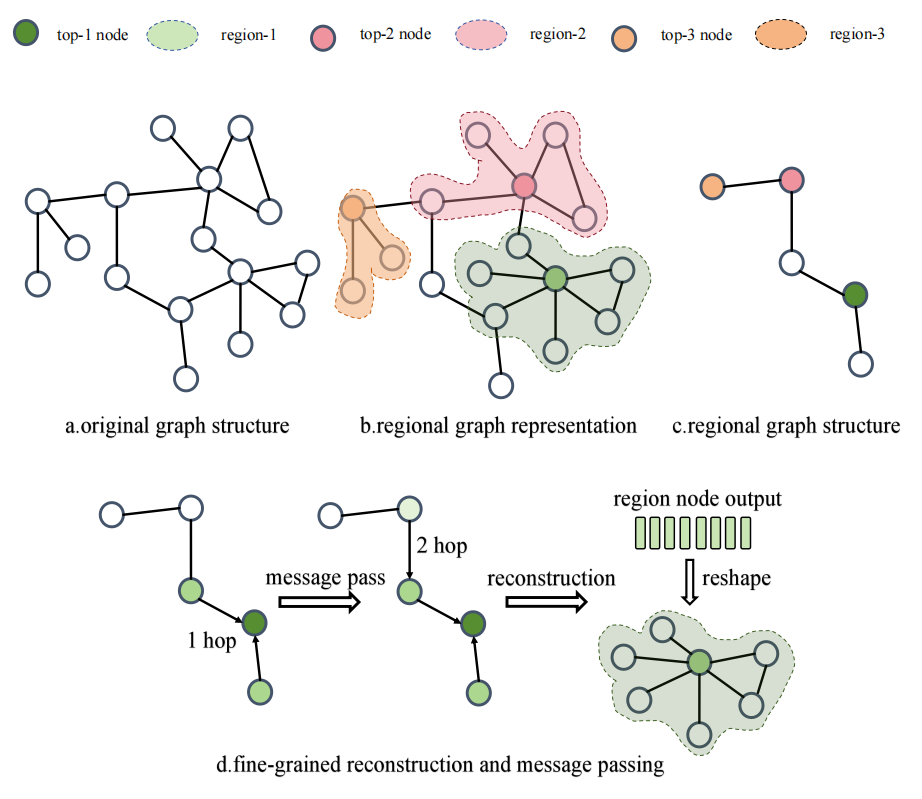 top-1 node region-1 top-2 node region-2 top-3 node region-3
a.original graph structure b.regional graph representation c.regional graph structure
region node output
2 hop
message pass reconstruction reshape
1 hop
d.fine-grained reconstruction and message passing